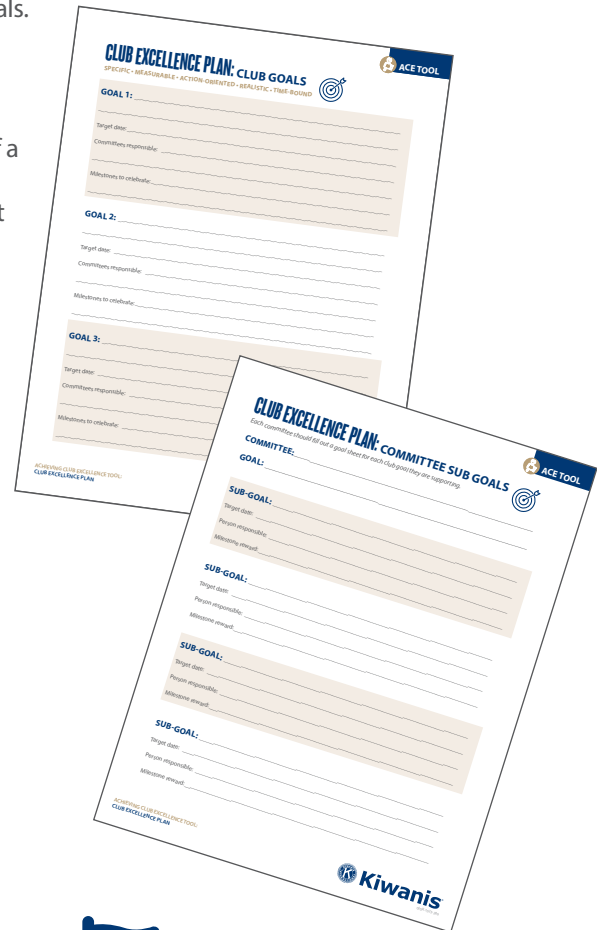 als.
f a
t
CLUB EXCELLENCE PLAN: CLUB GOALS
SPECIFIC • MEASURABLE • ACTION-ORIENTED • REALISTIC • TIME-BOUND
ACE TOOL
GOAL 1:
Target date:
Committees responsible:
Milestones to celebrate:
GOAL 2:
Target date:
Committees responsible:
Milestones to celebrate:
GOAL 3:
Target date:
Committees responsible:
Milestones to celebrate:
ACHIEVING CLUB EXCELLENCE TOOL:
CLUB EXCELLENCE PLAN
CLUB EXCELLENCE PLAN: COMMITTEE SUB GOALS
Each committee should fill out a goal sheet for each club goal they are supporting.
ACE TOOL
COMMITTEE:
GOAL:
SUB-GOAL:
Target date:
Person responsible:
Milestone reward:
SUB-GOAL:
Target date:
Person responsible:
Milestone reward:
SUB-GOAL:
Target date:
Person responsible:
Milestone reward:
SUB-GOAL:
Target date:
Person responsible:
Milestone reward:
ACHIEVING CLUB EXCELLENCE TOOL:
CLUB EXCELLENCE PLAN
Kiwanis